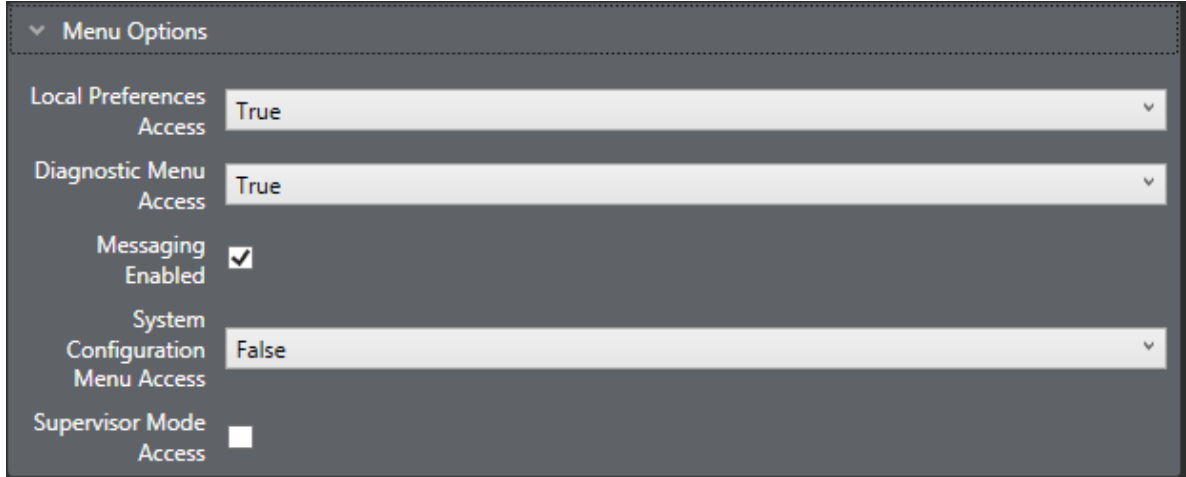 Menu Options
Local Preferences
Access
True
Diagnostic Menu
Access
True
Messaging
Enabled
System
Configuration
Menu Access
False
Supervisor Mode
Access